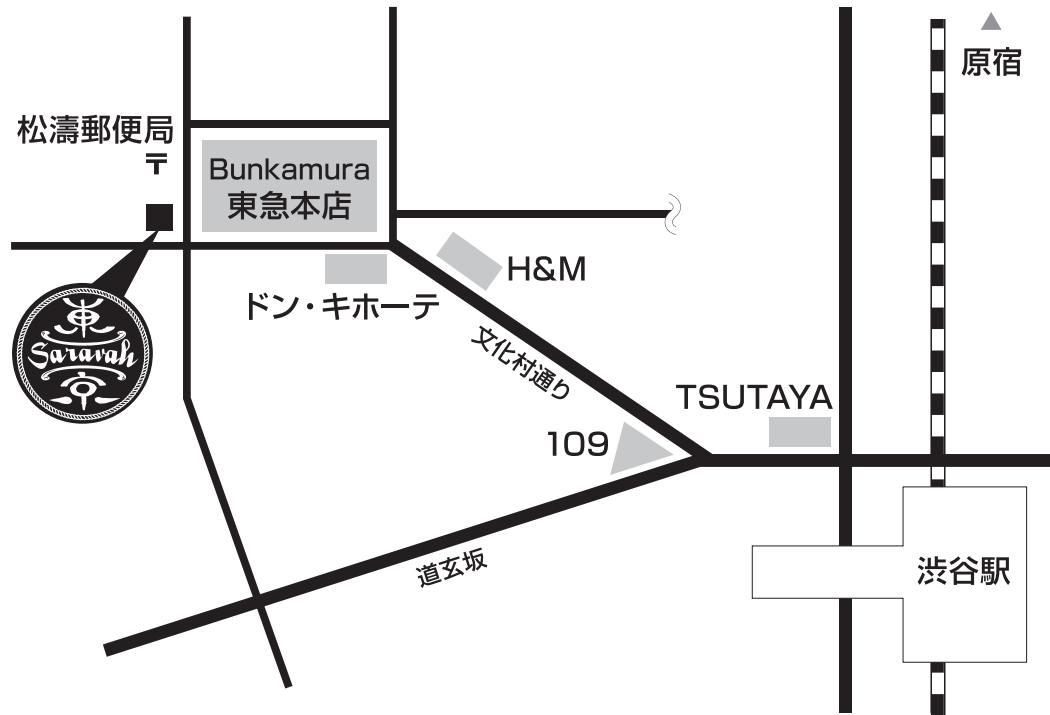 原宿
松濤郵便局
〒
Bunkamura
東急本店
H&M
ドン・キホーテ
東
Saravah
京
文化村通り
TSUTAYA
109
道玄坂
渋谷駅